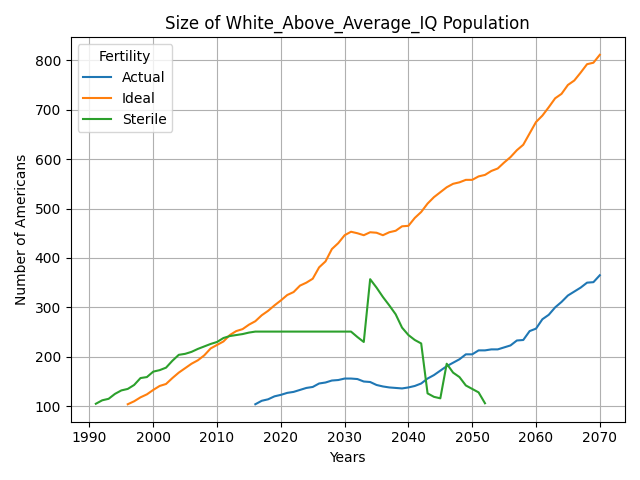 Size of White_Above_Average_IQ Population
Fertility
Actual
Ideal
Sterile
Number of Americans
800
700
600
500
400
300
200
100
1990 2000 2010 2020 2030 2040 2050 2060 2070
Years